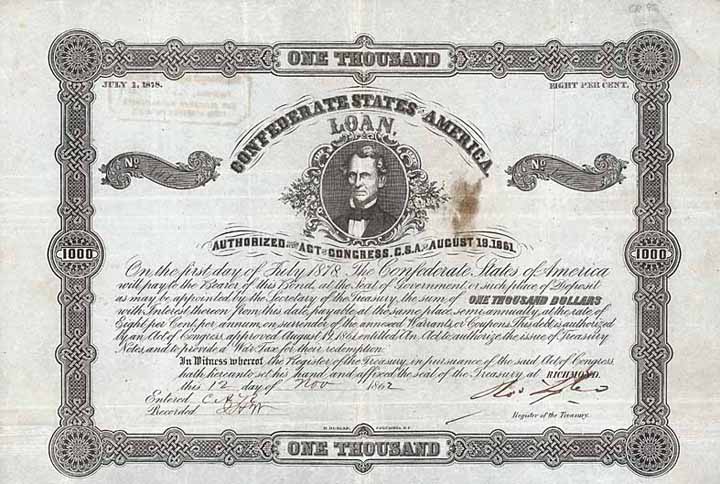 ONE THOUSAND
JULY 1, 1878.
EIGHT PER CENT.
CONFEDERATE STATES OF AMERICA.
LOAN.
No
No
AUTHORIZED BY ACT OF CONGRESS, C.S.A. OF AUGUST 19, 1861.
1000
1000
On the first day of July 1878, The Confederate States of America
will pay to the Bearer of this Bond, at the Seat of Government, or such place of Deposit
as may be appointed by the Secretary of the Treasury, the sum of ONE THOUSAND DOLLARS
with Interest thereon from this date, payable at the same place, semi-annually, at the rate of
Eight per Cent, per annum, on surrender of the annexed Warrants or Coupons. This debt is authorized
by an Act of Congress approved August 19, 1861, entitled An Act to authorize the issue of Treasury
Notes, and to provide a War Tax for their redemption.
In Witness whereof the Register of the Treasury, in pursuance of the said Act of Congress
hath hereunto set his hand, and affixed the seal of the Treasury, at RICHMOND,
this 12 day of Nov 1862
Entered
Recorded
Register of the Treasury.
B. DUNCAN, COLUMBIA, S.C.
ONE THOUSAND